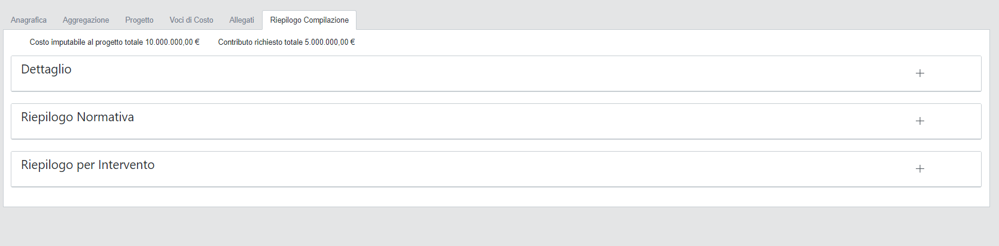 Anagrafica Aggregazione Progetto Voci di Costo Allegati Riepilogo Compilazione
Costo imputabile al progetto totale 10.000.000,00 € Contributo richiesto totale 5.000.000,00 €
Dettaglio
Riepilogo Normativa
Riepilogo per Intervento